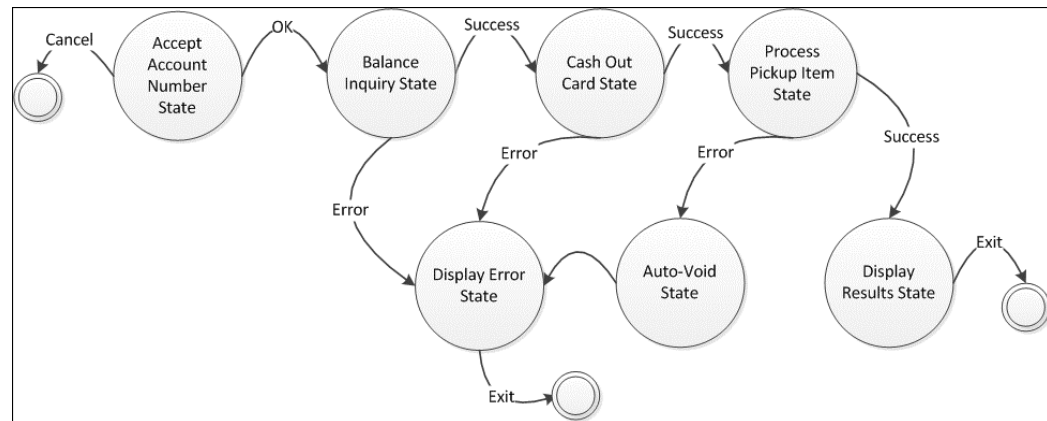 Cancel
Accept
Account
Number
State
OK
Balance
Inquiry State
Success
Cash Out
Card State
Success
Process
Pickup Item
State
Error
Error
Error
Success
Display Error
State
Auto-Void
State
Display
Results State
Exit
Exit